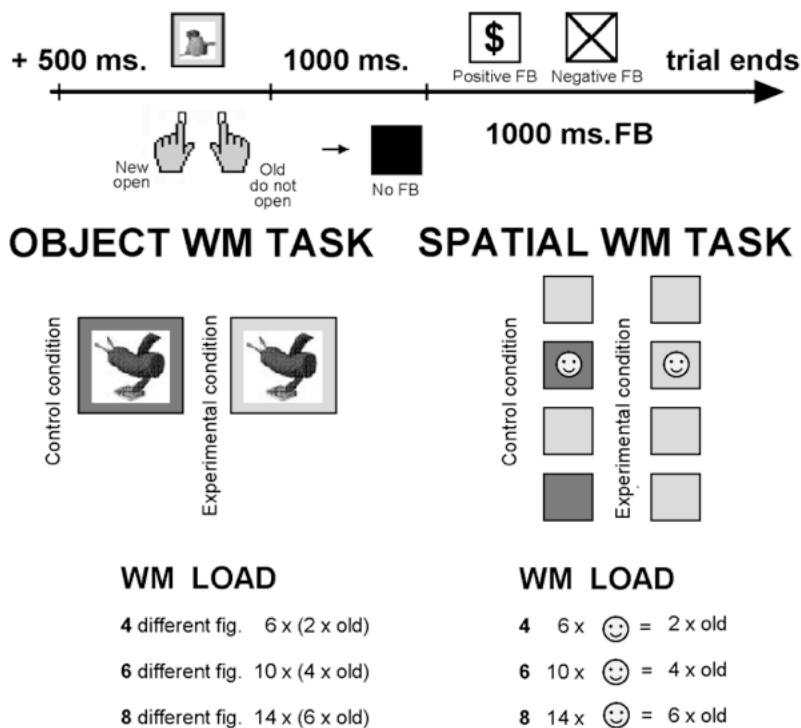 + 500 ms.
1000 ms.
$
Positive FB
Negative FB
trial ends
1000 ms.FB
New
open
Old
do not
open
No FB
OBJECT WM TASK
SPATIAL WM TASK
Control condition
Experimental condition
Control condition
Experimental condition
WM LOAD
4 different fig. 6 x (2 x old)
6 different fig. 10 x (4 x old)
8 different fig. 14 x (6 x old)
WM LOAD
4 6 x = 2 x old
6 10 x = 4 x old
8 14 x = 6 x old